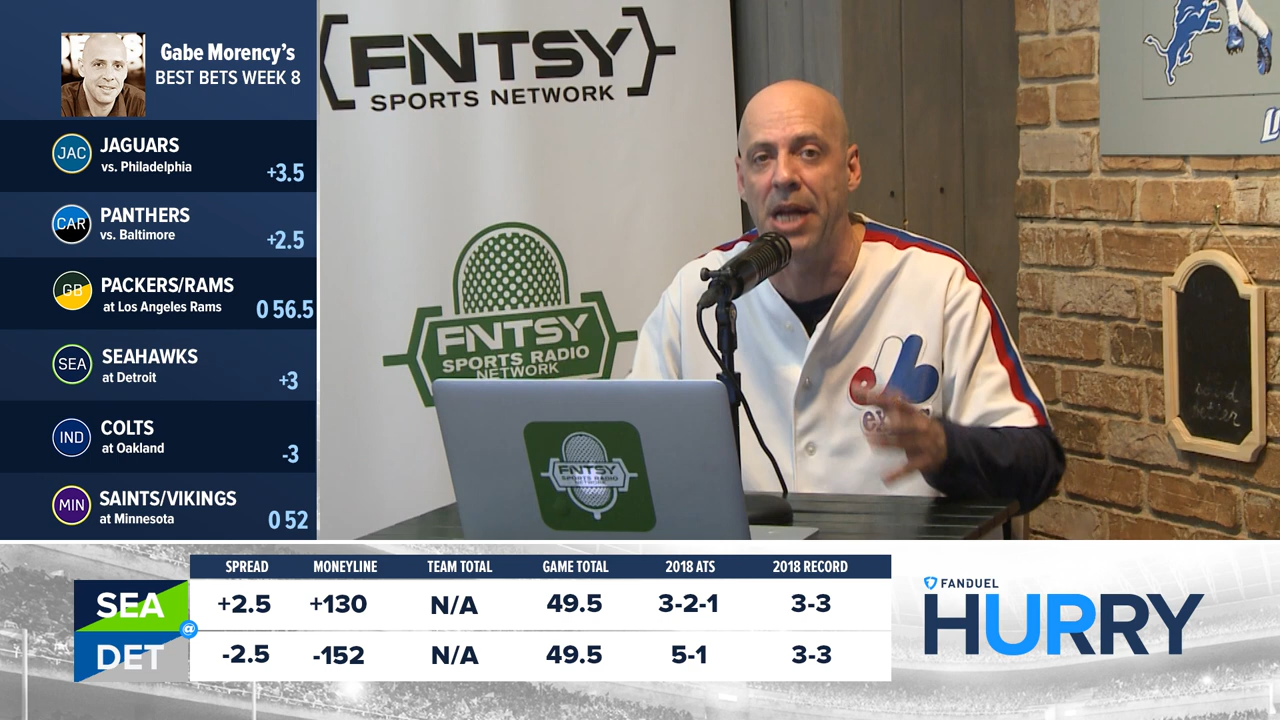 Gabe Morency's
BEST BETS WEEK 8
JAC
JAGUARS
vs. Philadelphia
+3.5
CAR
PANTHERS
vs. Baltimore
+2.5
GB
PACKERS/RAMS
at Los Angeles Rams
O 56.5
SEA
SEAHAWKS
at Detroit
+3
IND
COLTS
at Oakland
-3
MIN
SAINTS/VIKINGS
at Minnesota
O 52
{FNTSY}
SPORTS NETWORK
FNTSY
SPORTS RADIO
NETWORK
FNTSY
SPORTS RADIO
SPREAD MONEYLINE TEAM TOTAL GAME TOTAL 2018 ATS 2018 RECORD
SEA +2.5 +130 N/A 49.5 3-2-1 3-3
@
DET -2.5 -152 N/A 49.5 5-1 3-3
FANDUEL
HURRY